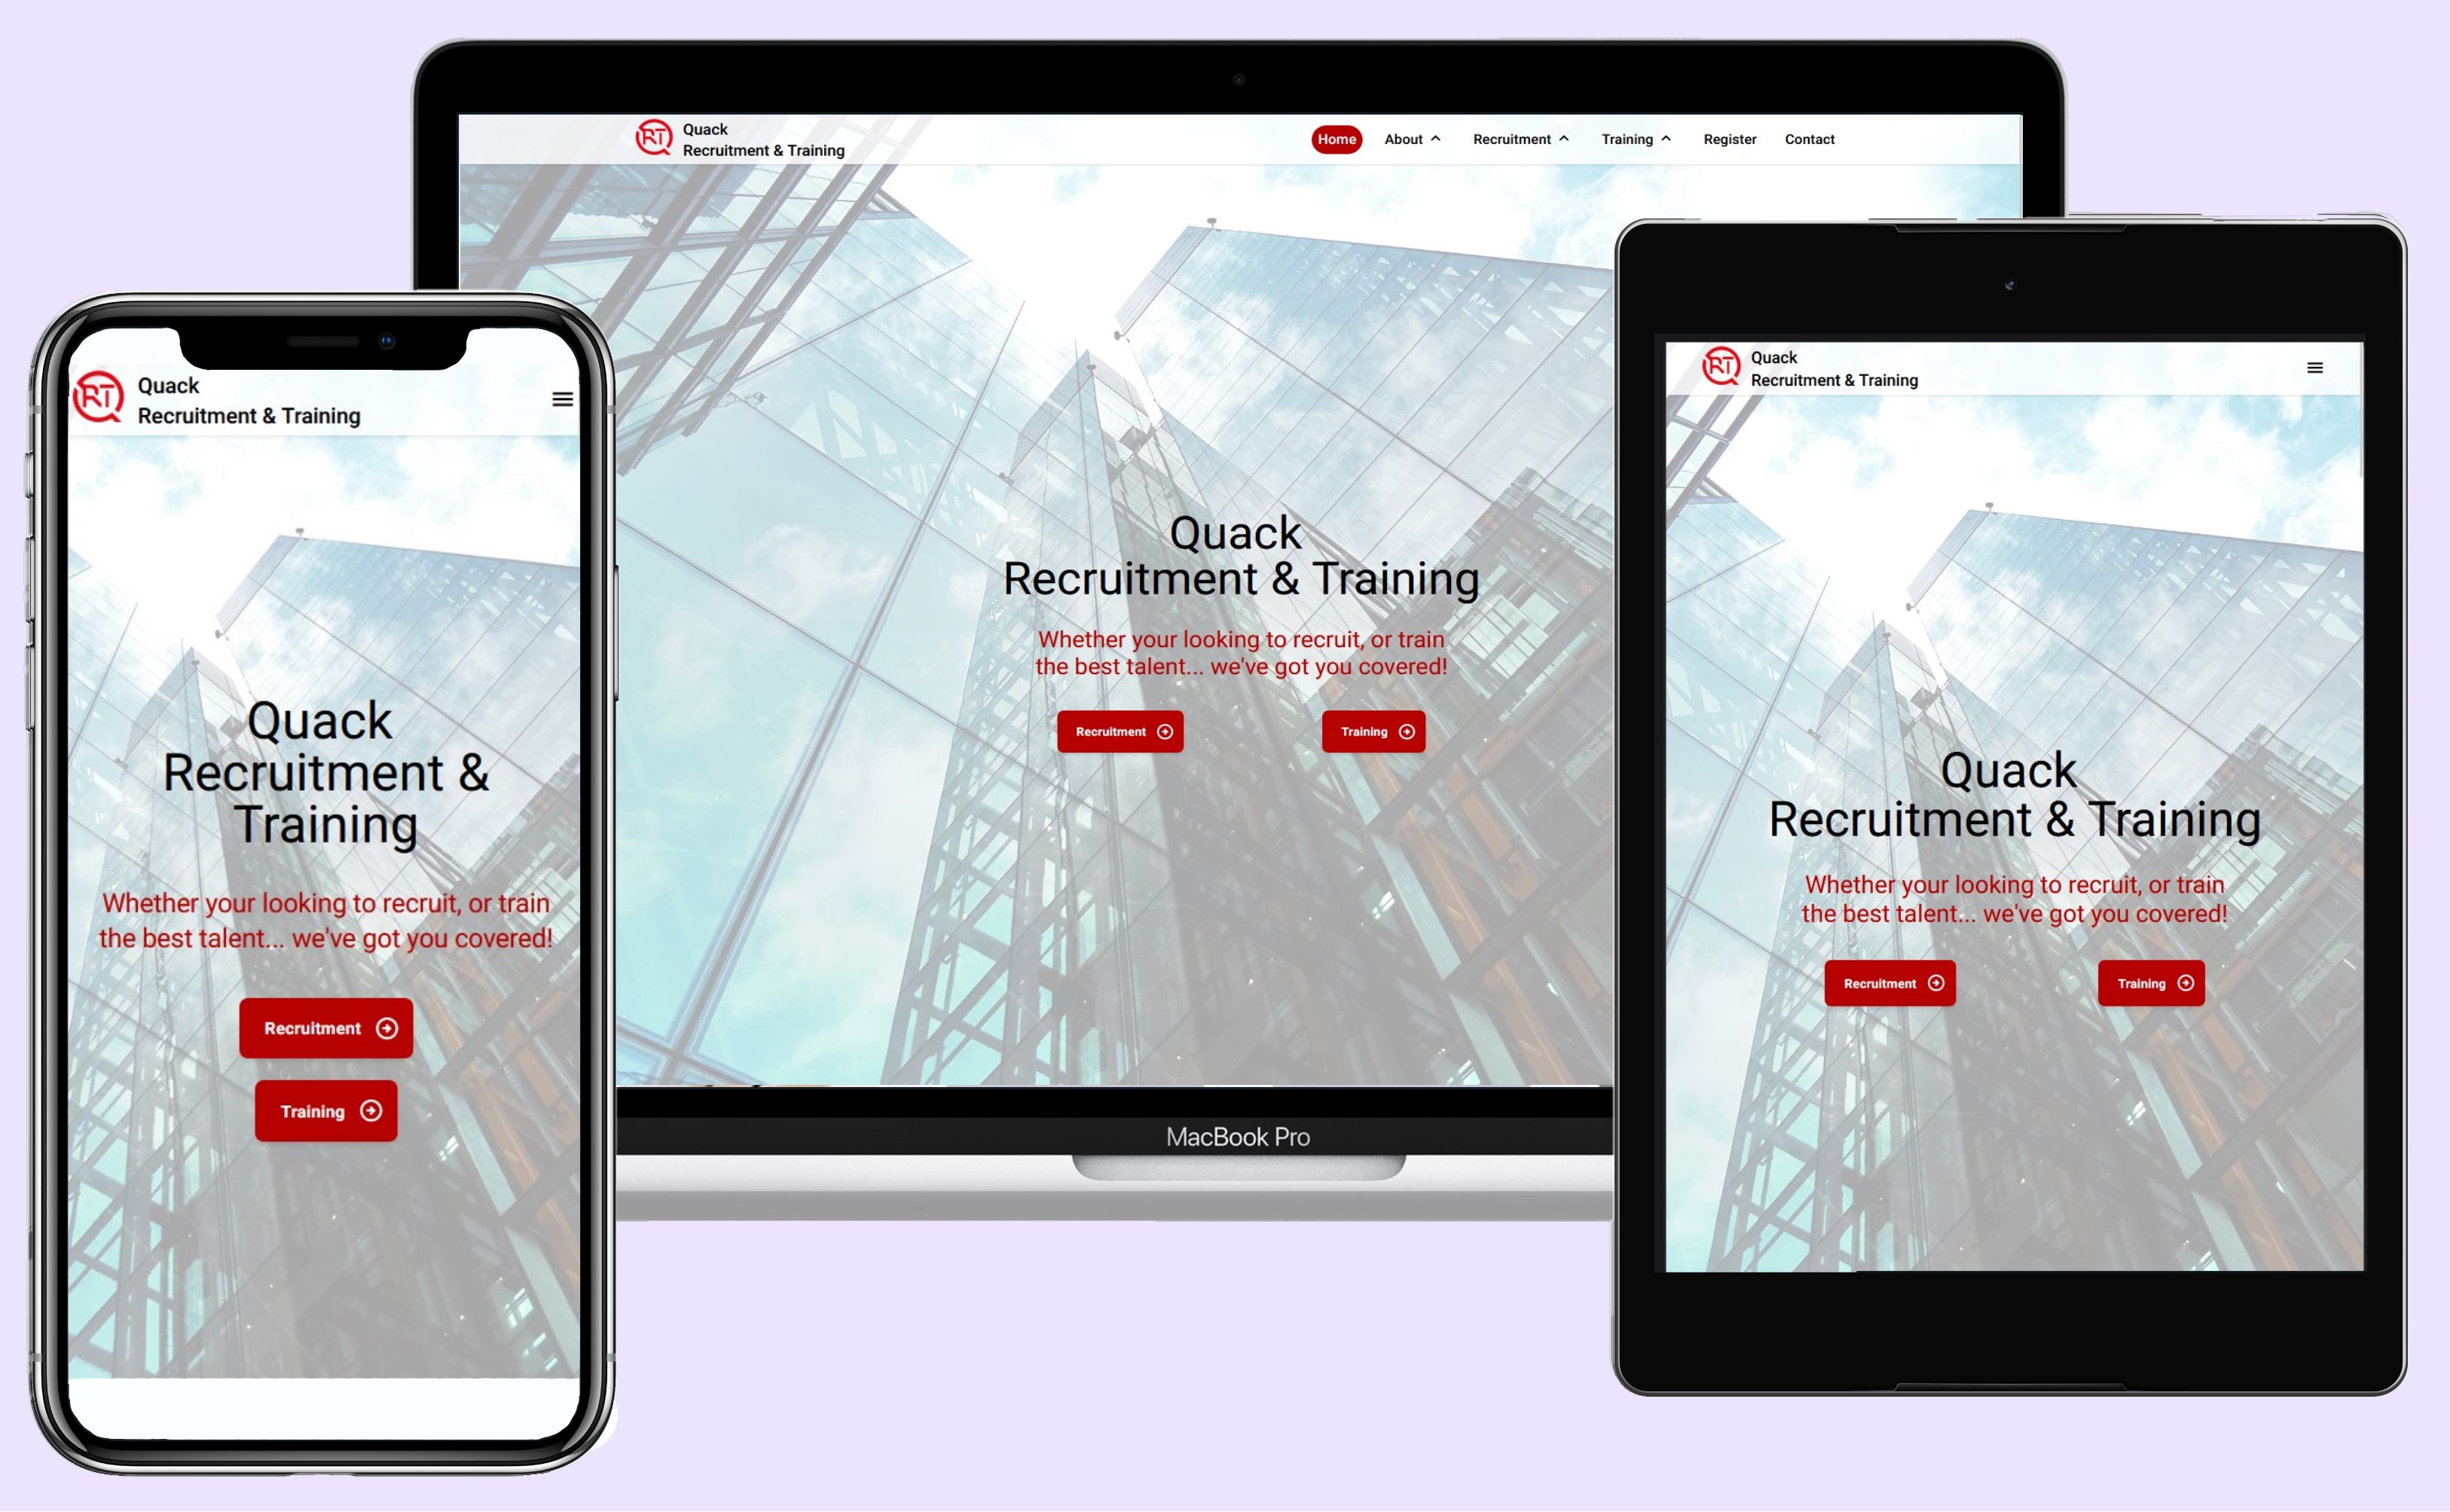 RT
Quack
Recruitment & Training
Home
About
Recruitment
Training
Register
Contact
Quack
Recruitment & Training
Whether your looking to recruit, or train
the best talent... we've got you covered!
Recruitment
Training
MacBook Pro
RT
Quack
Recruitment & Training
Quack
Recruitment &
Training
Whether your looking to recruit, or train
the best talent... we've got you covered!
Recruitment
Training
RT
Quack
Recruitment & Training
Quack
Recruitment & Training
Whether your looking to recruit, or train
the best talent... we've got you covered!
Recruitment
Training